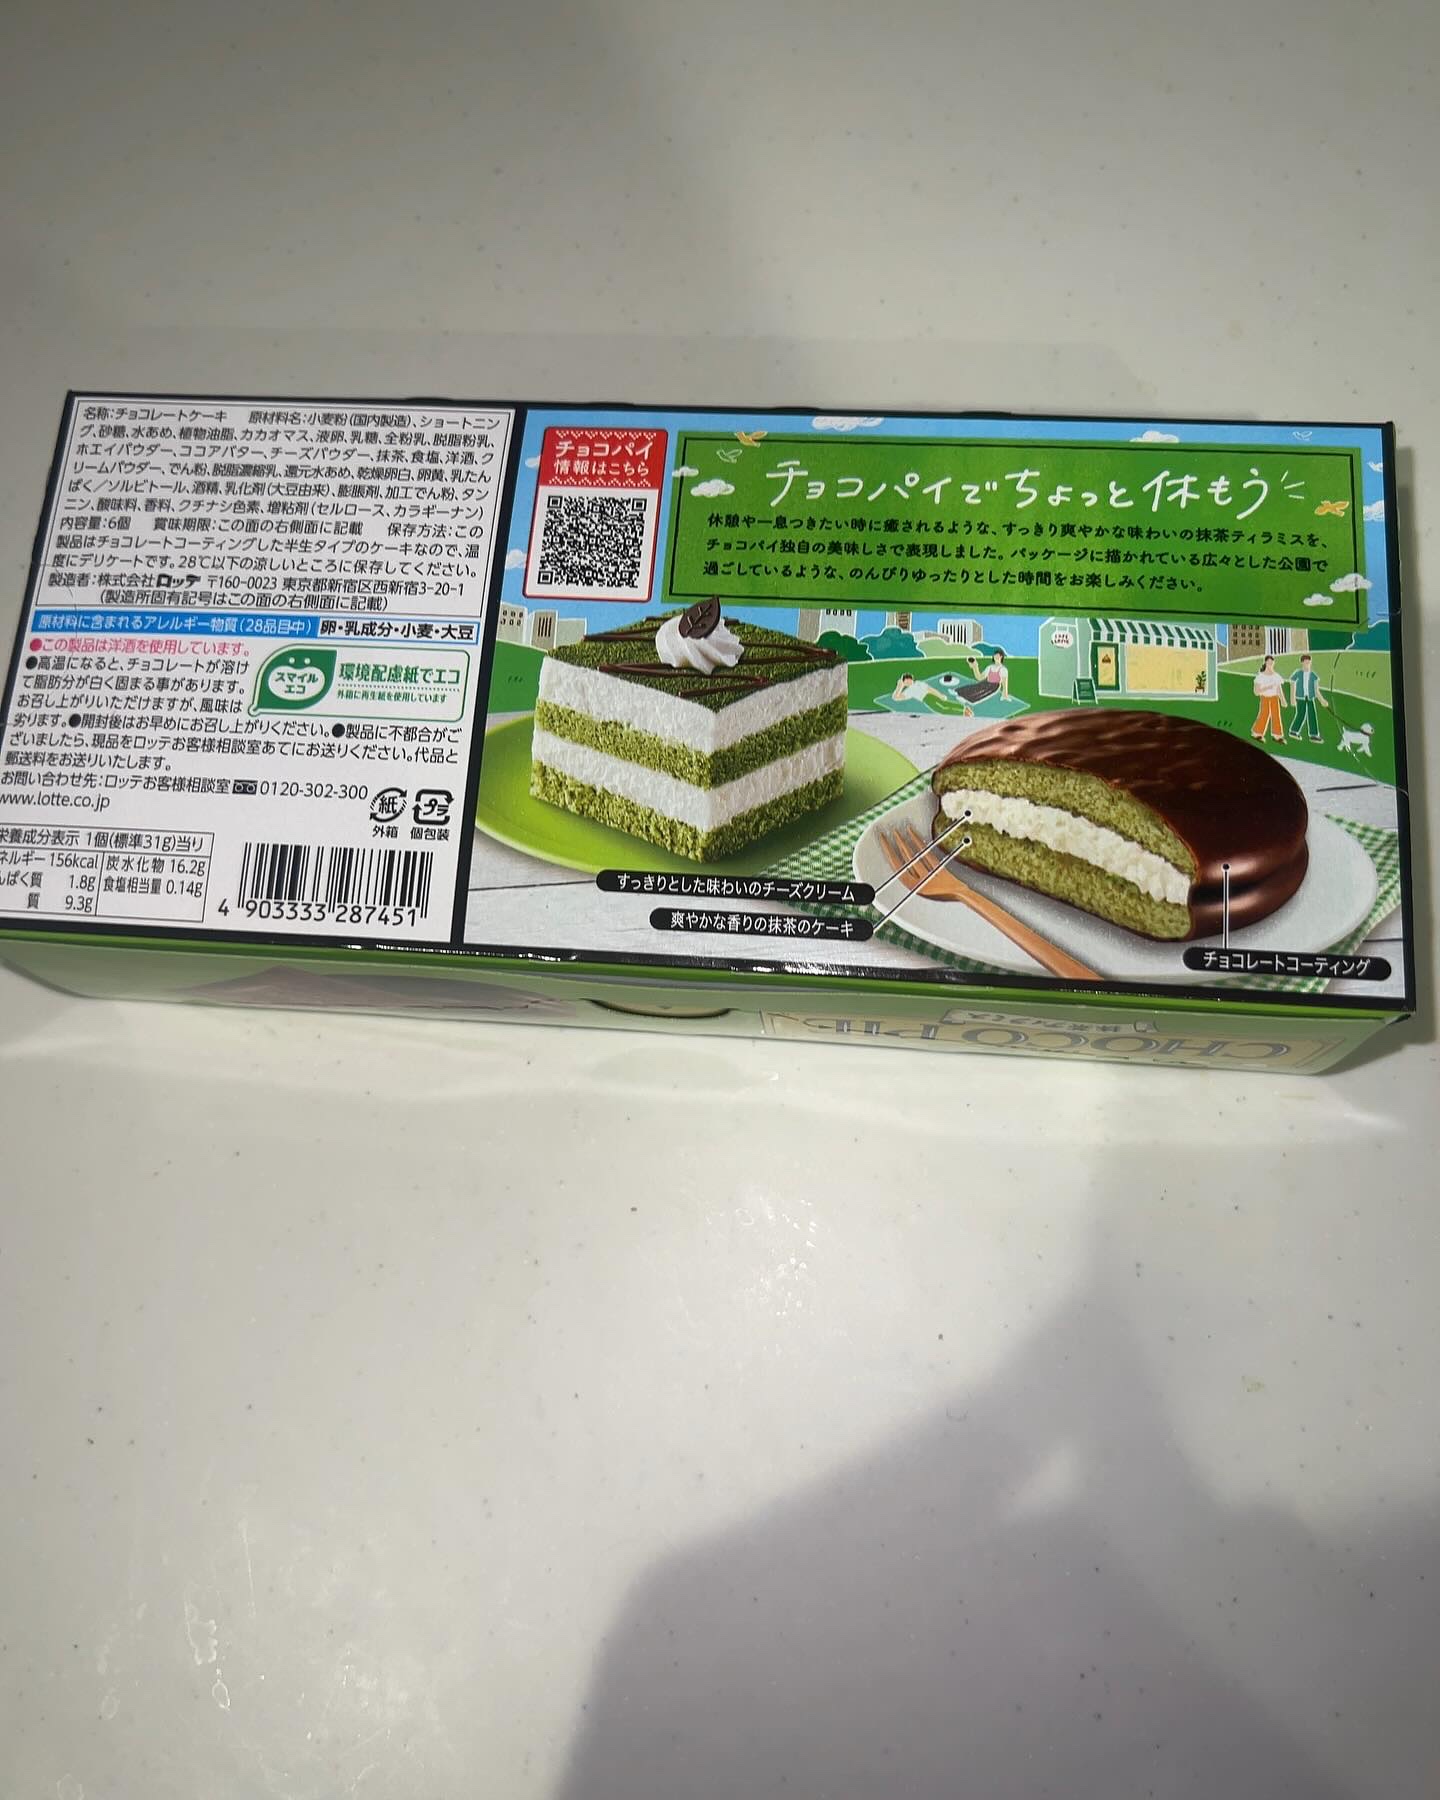 名称:チョコレートケーキ 原材料名:小麦粉(国内製造)、ショートニン
グ、砂糖、水あめ、植物油脂、カカオマス、液卵、乳糖、全粉乳、脱脂粉乳、
ホエイパウダー、ココアバター、チーズパウダー、抹茶、食塩、洋酒、ク
リームパウダー、でん粉、脱脂濃縮乳、還元水あめ、乾燥卵白、卵黄、乳たん
ぱく/ソルビトール、酒精、乳化剤(大豆由来)、膨脹剤、加工でん粉、タン
ニン、酸味料、香料、クチナシ色素、増粘剤(セルロース、カラギーナン)
内容量:6個 賞味期限:この面の右側面に記載 保存方法:この
製品はチョコレートコーティングした半生タイプのケーキなので、温
度にデリケートです。28℃以下の涼しいところに保存してください。
製造者:株式会社ロッテ 〒160-0023 東京都新宿区西新宿3-20-1
(製造所固有記号はこの面の右側面に記載)
原材料に含まれるアレルギー物質(28品目中) 卵・乳成分・小麦・大豆
●この製品は洋酒を使用しています。
●高温になると、チョコレートが溶け
て脂肪分が白く固まる事があります。
お召し上がりいただけますが、風味は
劣ります。●開封後はお早めにお召し上がりください。●製品に不都合がご
ざいましたら、現品をロッテお客様相談室あてにお送りください。代品と
郵送料をお送りいたします。
お問い合わせ先:ロッテお客様相談室 0120-302-300
www.lotte.co.jp
スマイル
エコ
環境配慮紙でエコ
外箱に再生紙を使用しています
紙
外箱
プラ
個包装
栄養成分表示 1個(標準31g)当り
ネルギー 156kcal 炭水化物 16.2g
んぱく質 1.8g 食塩相当量 0.14g
質 9.3g
4 903333 287451
チョコパイ
情報はこちら
チョコパイでちょっと休もう
休憩や一息つきたい時に癒されるような、すっきり爽やかな味わいの抹茶ティラミスを、
チョコパイ独自の美味しさで表現しました。パッケージに描かれている広々とした公園で
過ごしているような、のんびりゆったりとした時間をお楽しみください。
すっきりとした味わいのチーズクリーム
爽やかな香りの抹茶のケーキ
チョコレートコーティング
CHOCO PIE
抹茶ティラミス